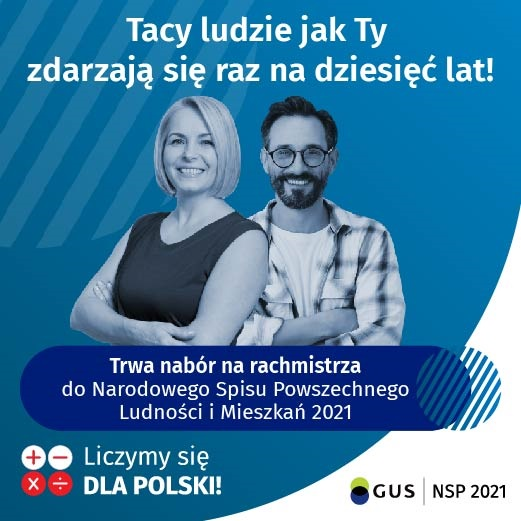 Tacy ludzie jak Ty
zdarzają się raz na dziesięć lat!
Trwa nabór na rachmistrza
do Narodowego Spisu Powszechnego
Ludności i Mieszkań 2021
Liczymy się
DLA POLSKI!
GUS | NSP 2021